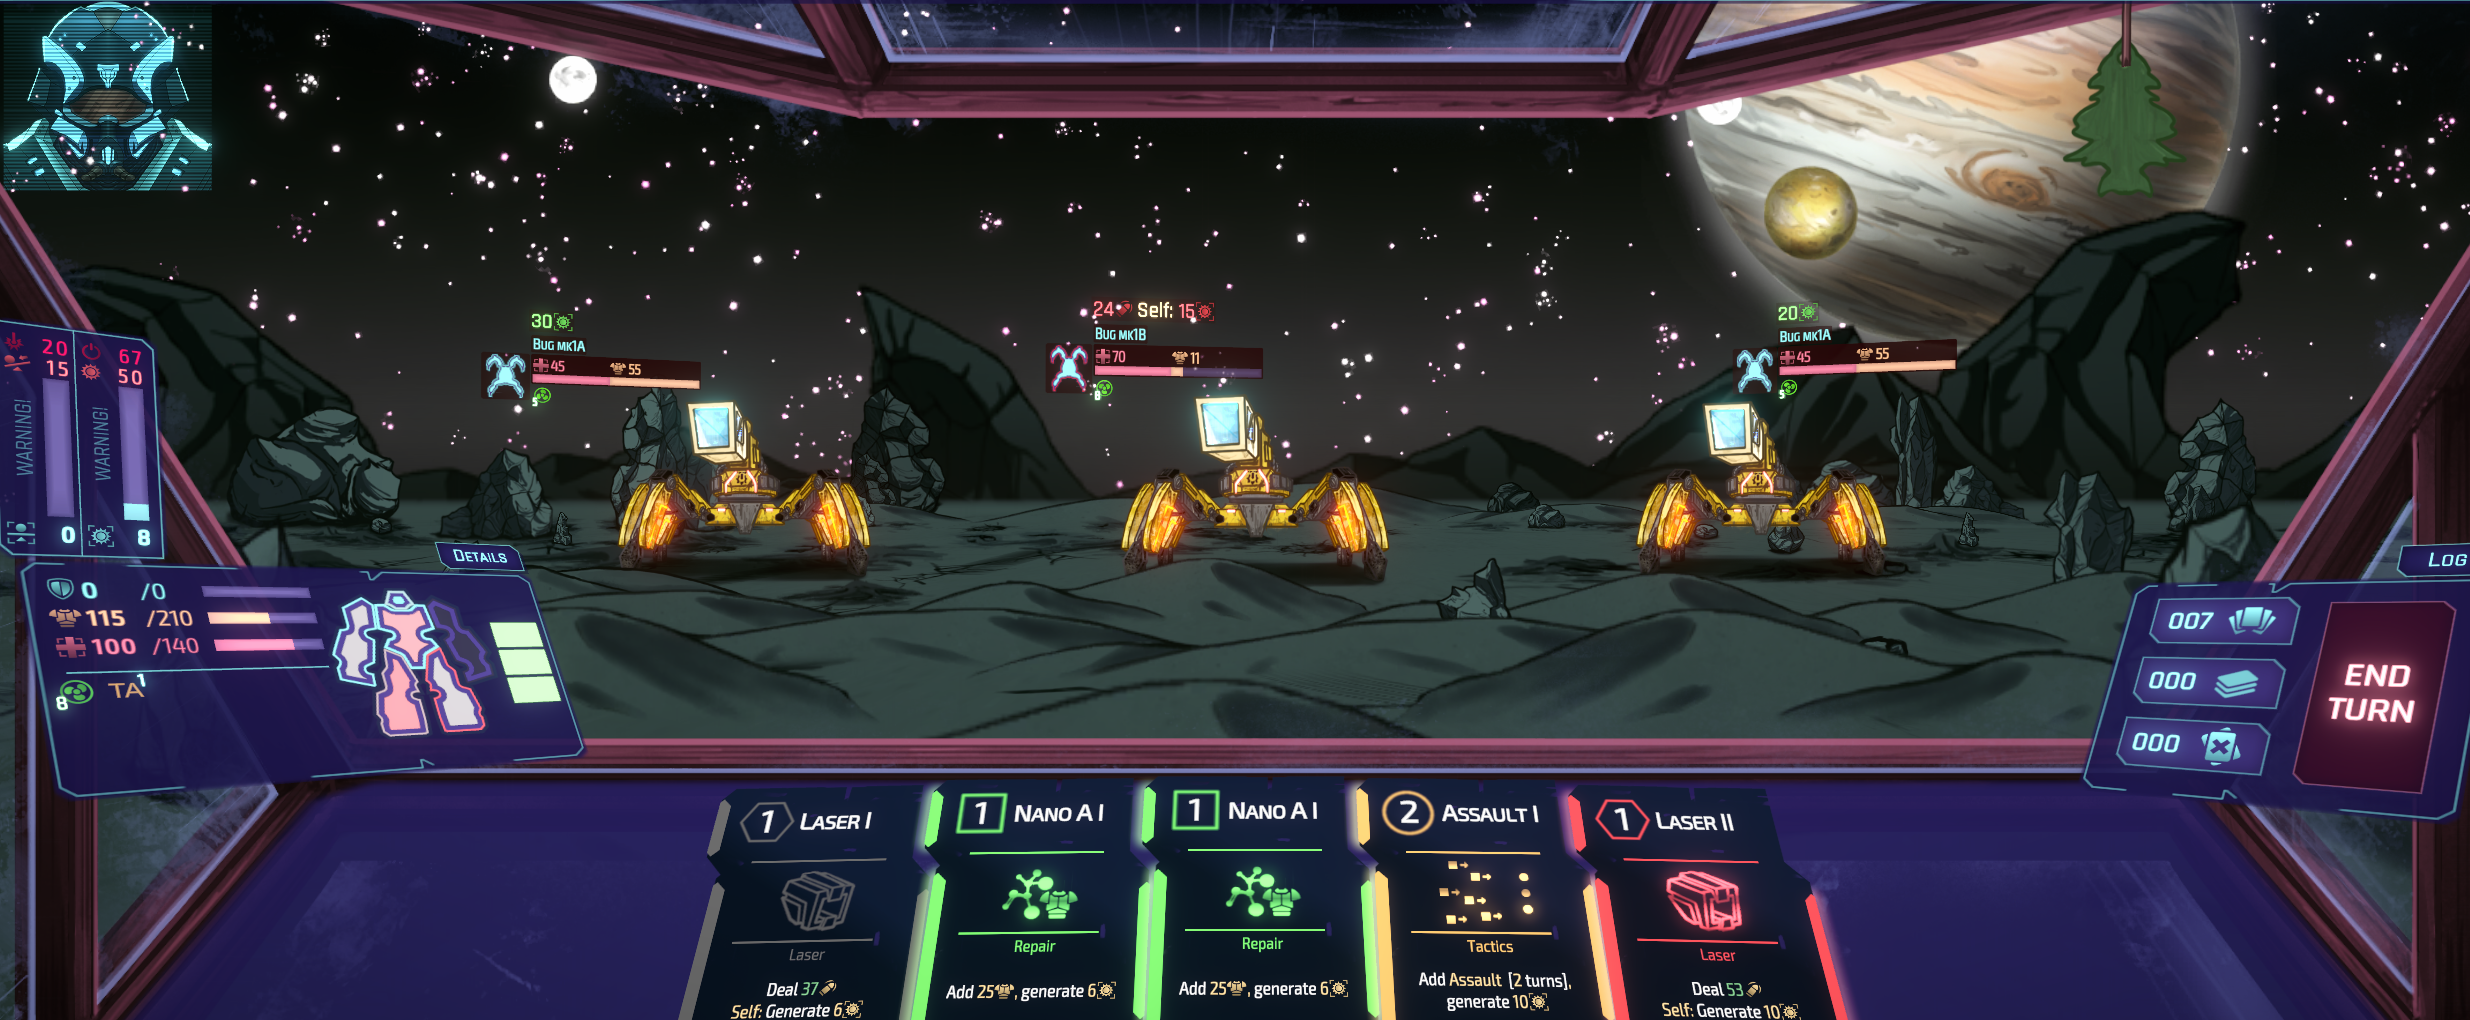 20
15
67
50
WARNING!
WARNING!
0
8
30
BUG MK1A
45
55
5
24 Self: 15
BUG MK1B
70
11
8
20
BUG MK1A
45
55
5
DETAILS
0 /0
115 /210
100 /140
8
TA 1
LOG
007
000
000
END
TURN
1 LASER I
Laser
Deal 37
Self: Generate 6
1 NANO A I
Repair
Add 25, generate 6
1 NANO A I
Repair
Add 25, generate 6
2 ASSAULT I
Tactics
Add Assault [2 turns],
generate 10
1 LASER II
Laser
Deal 53
Self: Generate 10